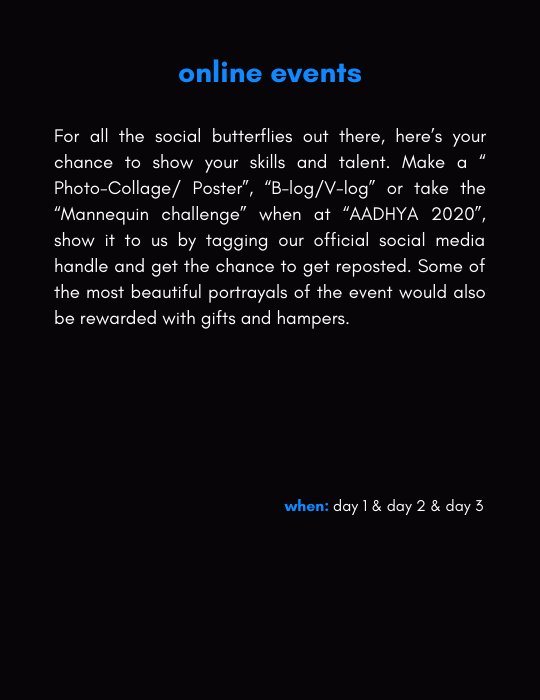 online events
For all the social butterflies out there, here's your
chance to show your skills and talent. Make a “
Photo-Collage/ Poster”, “B-log/V-log” or take the
“Mannequin challenge” when at “AADHYA 2020”,
show it to us by tagging our official social media
handle and get the chance to get reposted. Some of
the most beautiful portrayals of the event would also
be rewarded with gifts and hampers.
when: day 1 & day 2 & day 3